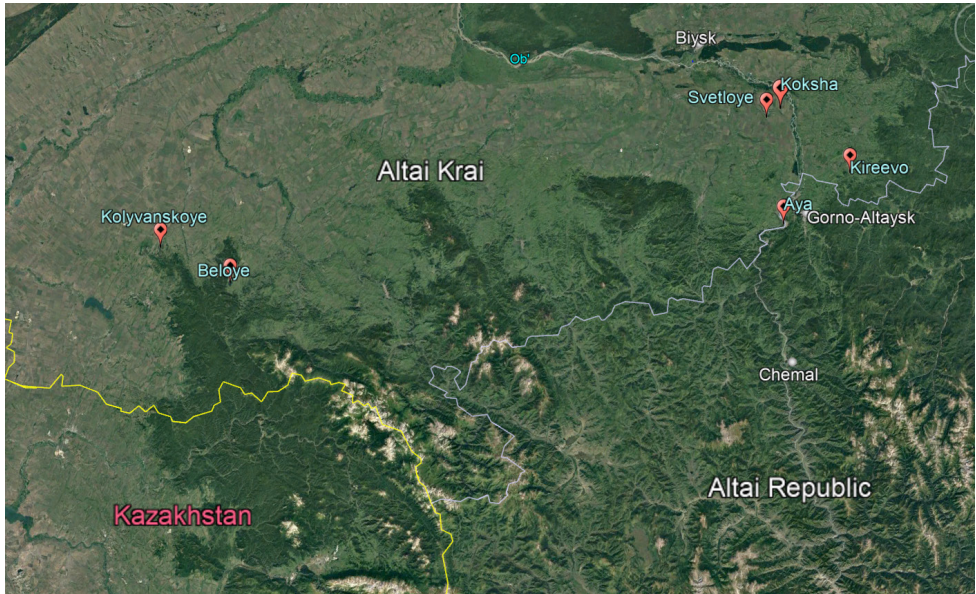 Biysk
Ob'
Koksha
Svetloye
Altai Krai
Kireevo
Aya
Kolyvanskoye
Gorno-Altaysk
Beloye
Chemal
Altai Republic
Kazakhstan